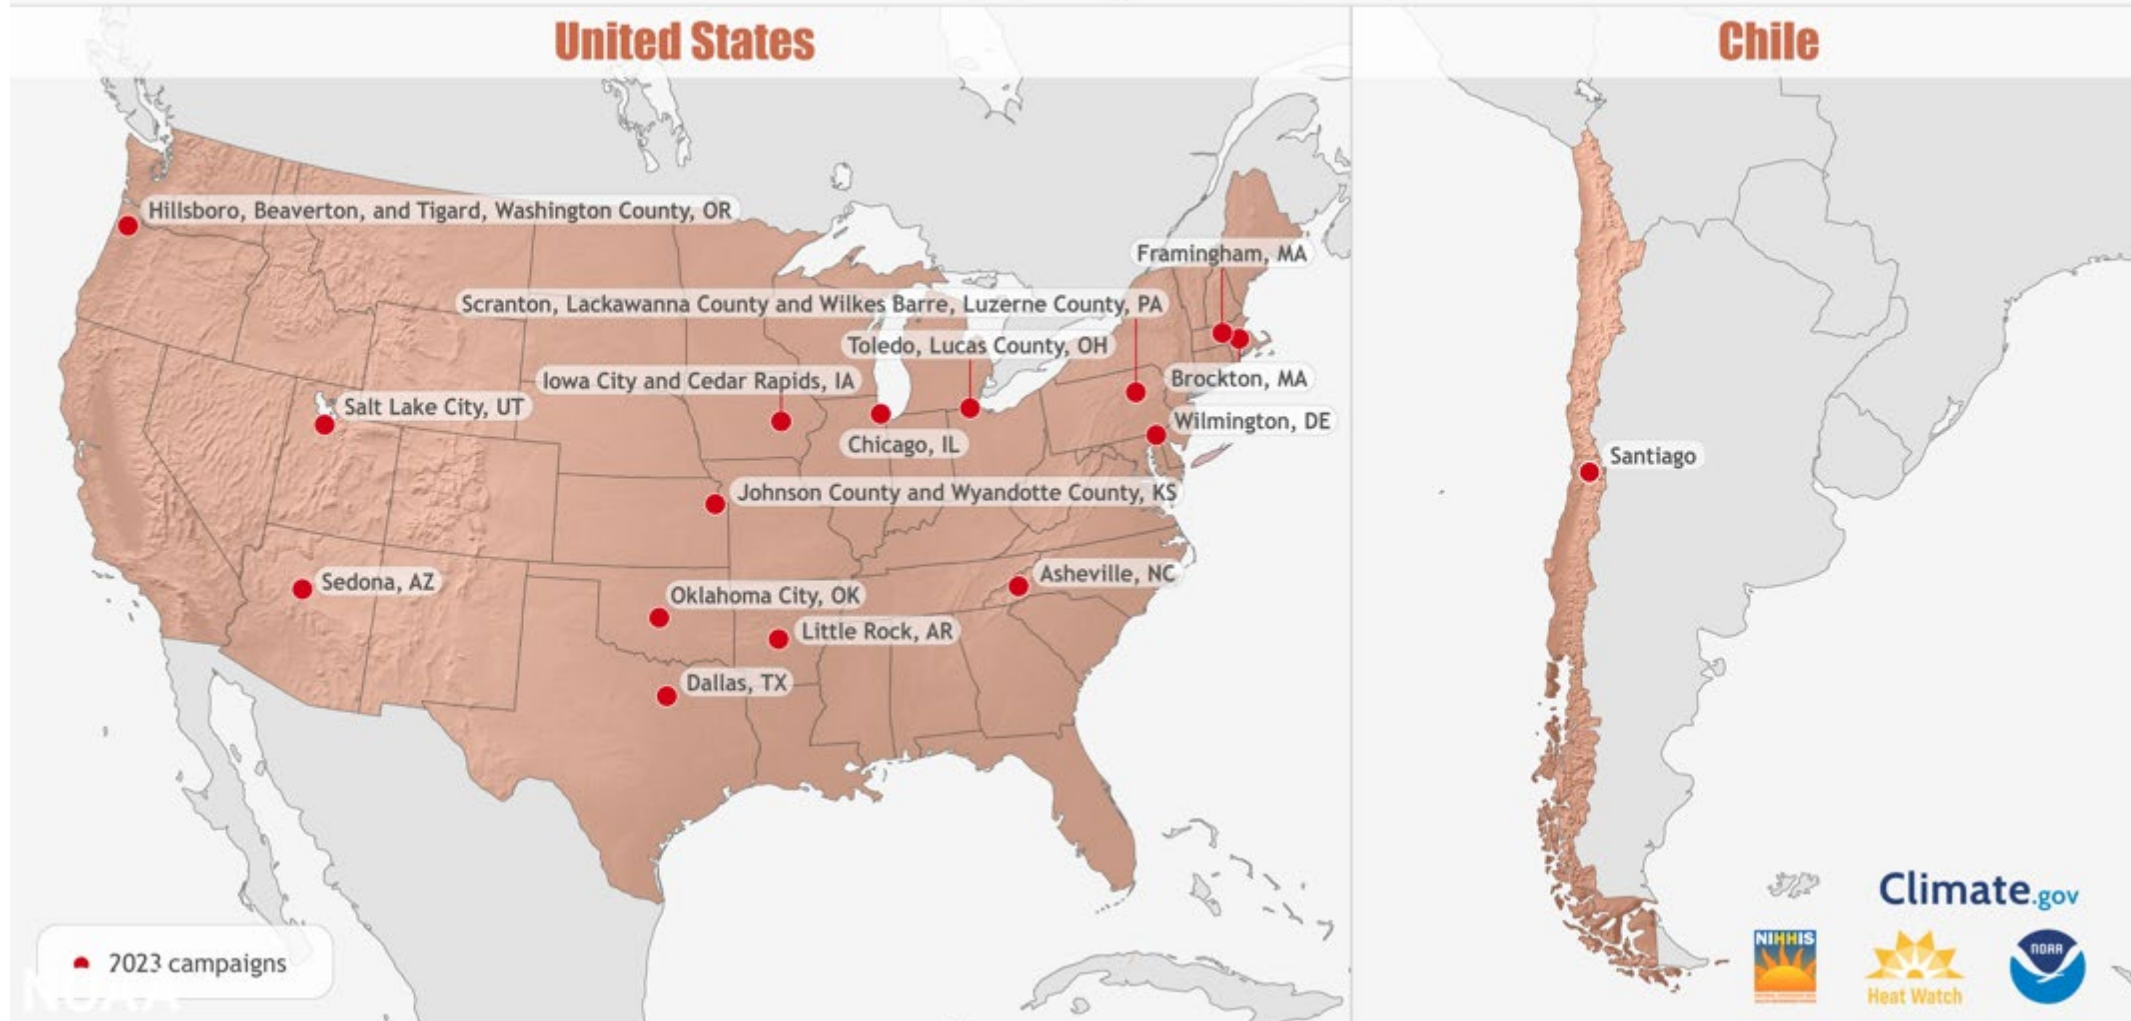 United States
Chile
Hillsboro, Beaverton, and Tigard, Washington County, OR
Framingham, MA
Scranton, Lackawanna County and Wilkes Barre, Luzerne County, PA
Toledo, Lucas County, OH
Iowa City and Cedar Rapids, IA
Brockton, MA
Salt Lake City, UT
Wilmington, DE
Chicago, IL
Santiago
Johnson County and Wyandotte County, KS
Asheville, NC
Sedona, AZ
Oklahoma City, OK
Little Rock, AR
Dallas, TX
Climate.gov
NIHHIS
NOAA
Heat Watch
2023 campaigns
NOAA